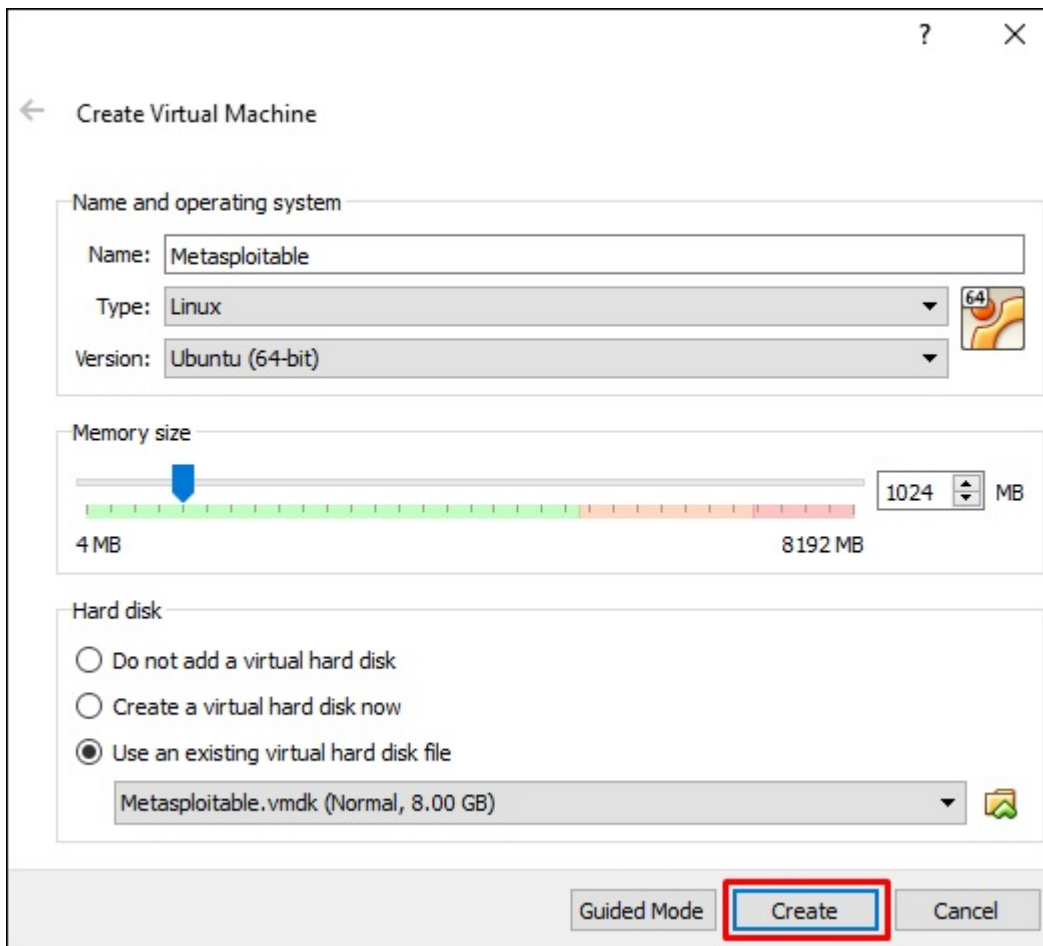 ?
Create Virtual Machine
Name and operating system
Name: Metasploitable
Type: Linux
64
Version: Ubuntu (64-bit)
Memory size
1024 MB
4 MB 8192 MB
Hard disk
Do not add a virtual hard disk
Create a virtual hard disk now
Use an existing virtual hard disk file
Metasploitable.vmdk (Normal, 8.00 GB)
Guided Mode Create Cancel